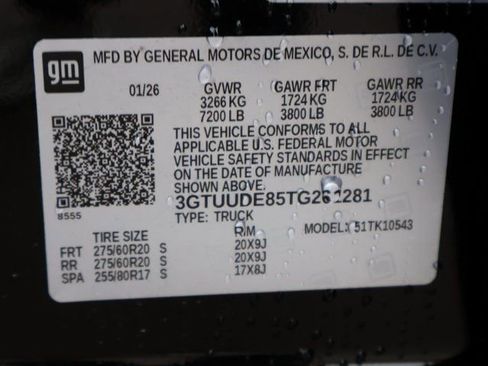 gm MFD BY GENERAL MOTORS DE MEXICO, S. DE R.L. DE C.V.
01/26 GVWR GAWR FRT GAWR RR
3266 KG 1724 KG 1724 KG
7200 LB 3800 LB 3800 LB
THIS VEHICLE CONFORMS TO ALL
APPLICABLE U.S. FEDERAL MOTOR
VEHICLE SAFETY STANDARDS IN EFFECT
ON THE DATE OF MANUFACTURE
SHOWN ABOVE.
8555
3GTUUDE85TG261281
TYPE: TRUCK
TIRE SIZE RIM MODEL: 51TK10543
FRT 275/60R20 S 20X9J
RR 275/60R20 S 20X9J
SPA 255/80R17 S 17X8J